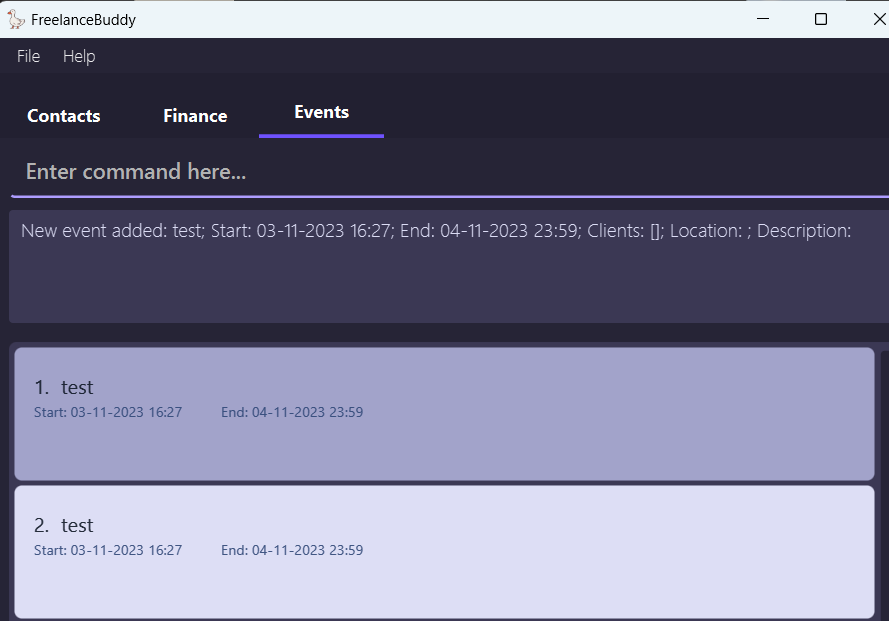 FreelanceBuddy
File Help
Contacts Finance Events
Enter command here...
New event added: test; Start: 03-11-2023 16:27; End: 04-11-2023 23:59; Clients: []; Location: ; Description:
1. test
Start: 03-11-2023 16:27 End: 04-11-2023 23:59
2. test
Start: 03-11-2023 16:27 End: 04-11-2023 23:59